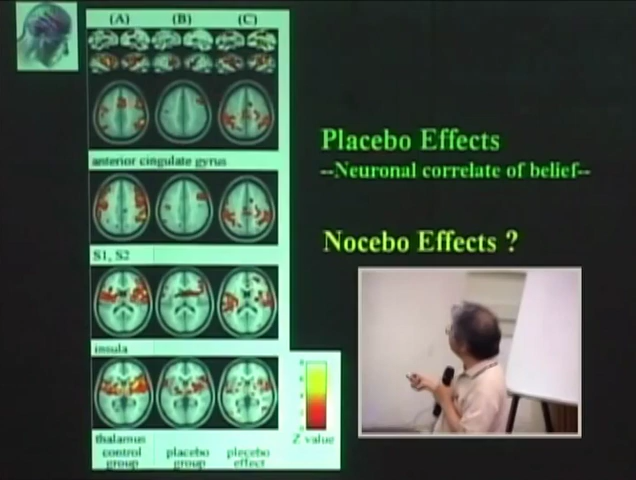 (A) (B) (C)
anterior cingulate gyrus
S1, S2
insula
thalamus
control group
placebo group
plecebo effect
Z value
Placebo Effects
--Neuronal correlate of belief--
Nocebo Effects ?